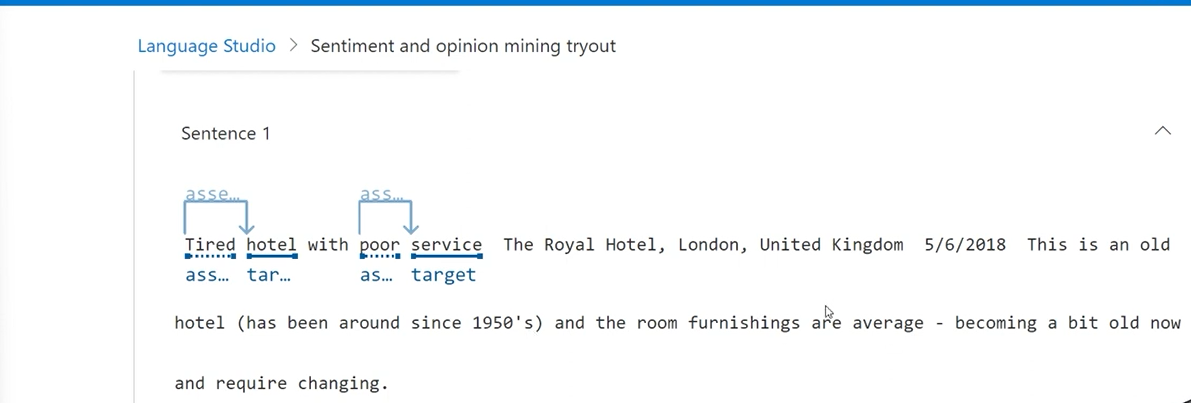 Language Studio > Sentiment and opinion mining tryout
Sentence 1
asse... ass...
Tired hotel with poor service The Royal Hotel, London, United Kingdom 5/6/2018 This is an old
ass... tar... as... target
hotel (has been around since 1950's) and the room furnishings are average - becoming a bit old now
and require changing.